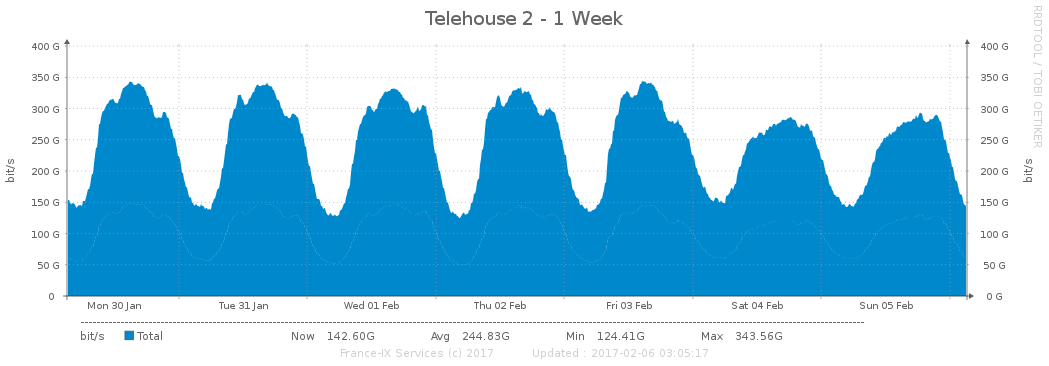 Telehouse 2 - 1 Week
RRDTOOL / TOBI OETIKER
400 G 400 G
350 G 350 G
300 G 300 G
250 G 250 G
200 G 200 G
150 G 150 G
100 G 100 G
50 G 50 G
0 0 G
bit/s
bit/s
Mon 30 Jan Tue 31 Jan Wed 01 Feb Thu 02 Feb Fri 03 Feb Sat 04 Feb Sun 05 Feb
bit/s Total Now 142.60G Avg 244.83G Min 124.41G Max 343.56G
France-IX Services (c) 2017 Updated : 2017-02-06 03:05:17